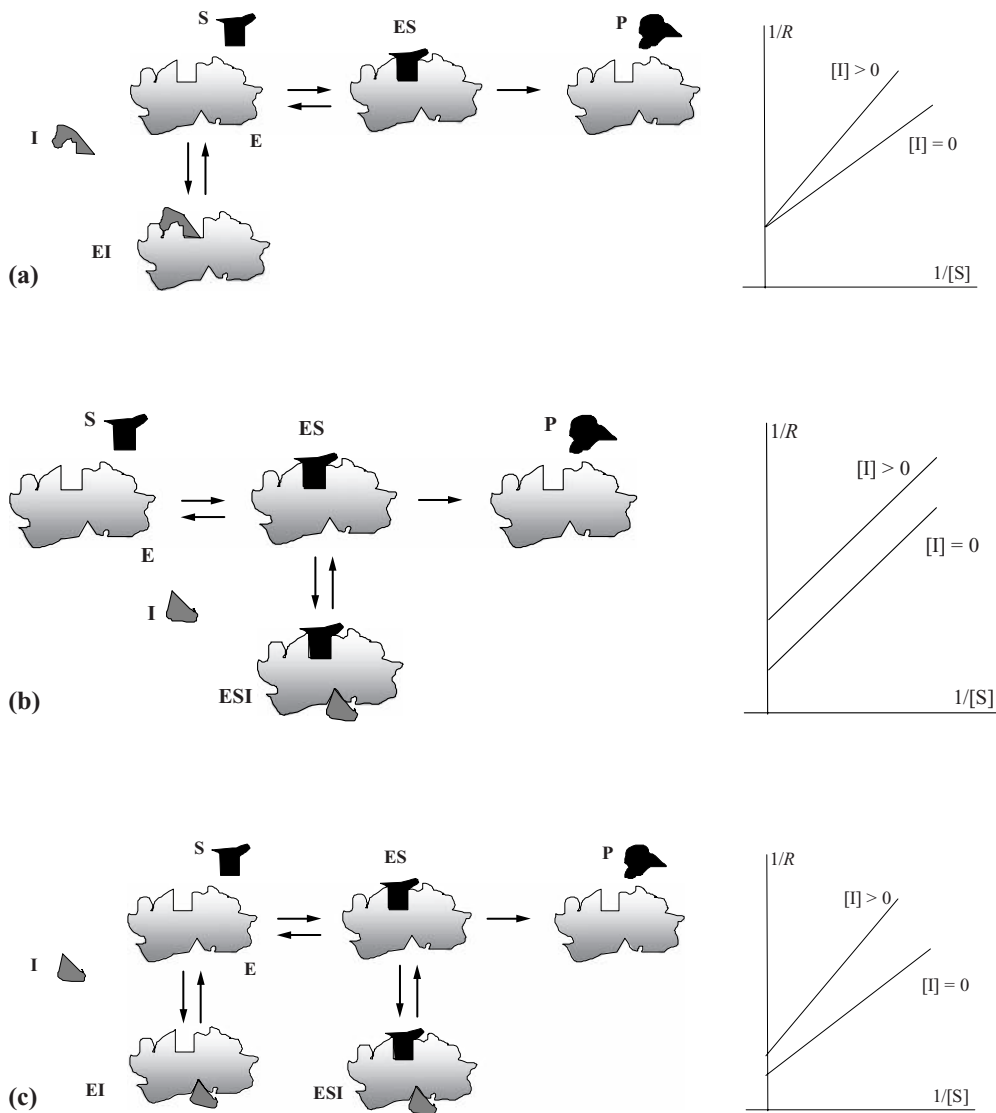 S
ES
P
I
E
EI
(a)
1/R
[I] > 0
[I] = 0
1/[S]
S
ES
P
E
I
ESI
(b)
1/R
[I] > 0
[I] = 0
1/[S]
S
ES
P
I
E
EI
ESI
(c)
1/R
[I] > 0
[I] = 0
1/[S]